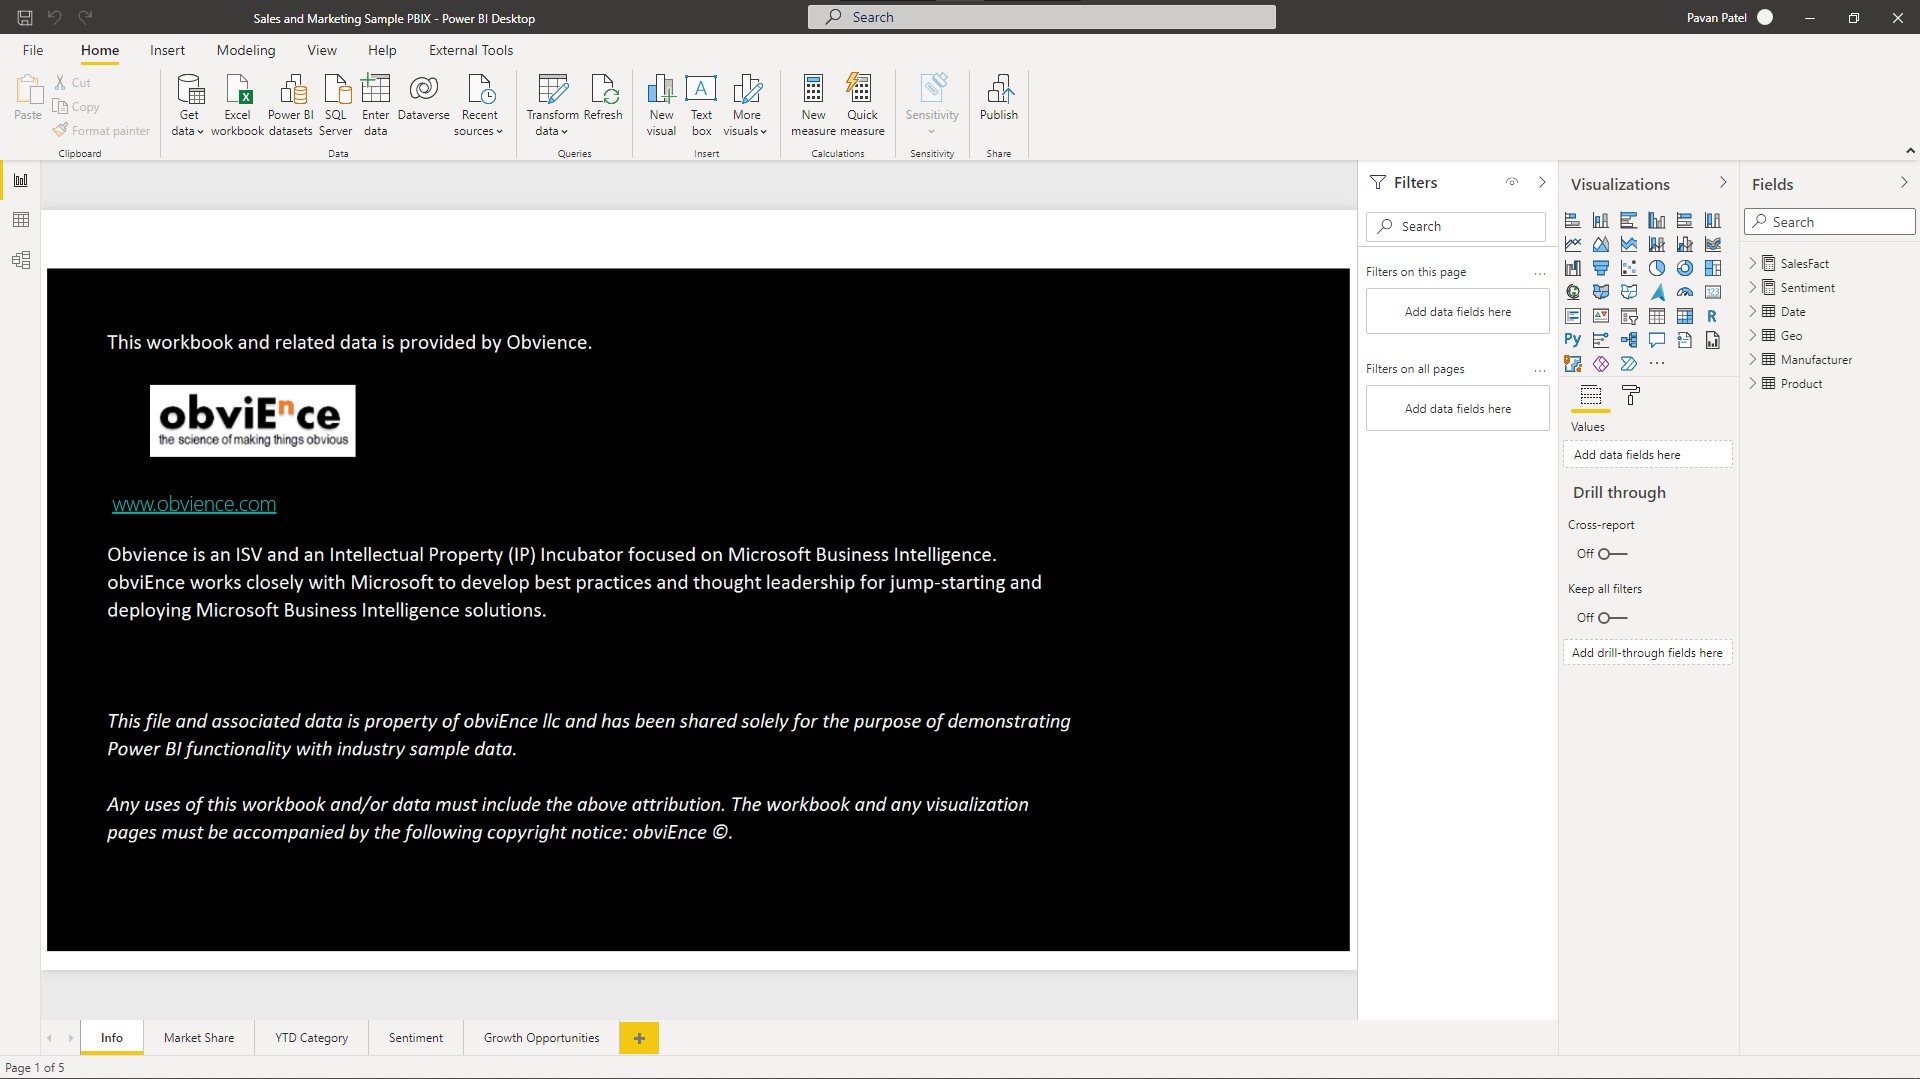 Sales and Marketing Sample PBIX - Power BI Desktop
Search
Pavan Patel
File
Home
Insert
Modeling
View
Help
External Tools
Paste
Cut
Copy
Format painter
Clipboard
Get data
Excel workbook
Power BI datasets
SQL Server
Enter data
Dataverse
Recent sources
Data
Transform data
Refresh
Queries
New visual
Text box
More visuals
Insert
New measure
Quick measure
Calculations
Sensitivity
Sensitivity
Publish
Share
This workbook and related data is provided by Obvience.
obviEnce
the science of making things obvious
www.obvience.com
Obvience is an ISV and an Intellectual Property (IP) Incubator focused on Microsoft Business Intelligence.
obviEnce works closely with Microsoft to develop best practices and thought leadership for jump-starting and
deploying Microsoft Business Intelligence solutions.
This file and associated data is property of obviEnce llc and has been shared solely for the purpose of demonstrating
Power BI functionality with industry sample data.
Any uses of this workbook and/or data must include the above attribution. The workbook and any visualization
pages must be accompanied by the following copyright notice: obviEnce ©.
Filters
Search
Filters on this page
...
Add data fields here
Filters on all pages
...
Add data fields here
Visualizations
123
R
Py
...
Values
Add data fields here
Drill through
Cross-report
Off
Keep all filters
Off
Add drill-through fields here
Fields
Search
SalesFact
Sentiment
Date
Geo
Manufacturer
Product
Info
Market Share
YTD Category
Sentiment
Growth Opportunities
+
Page 1 of 5